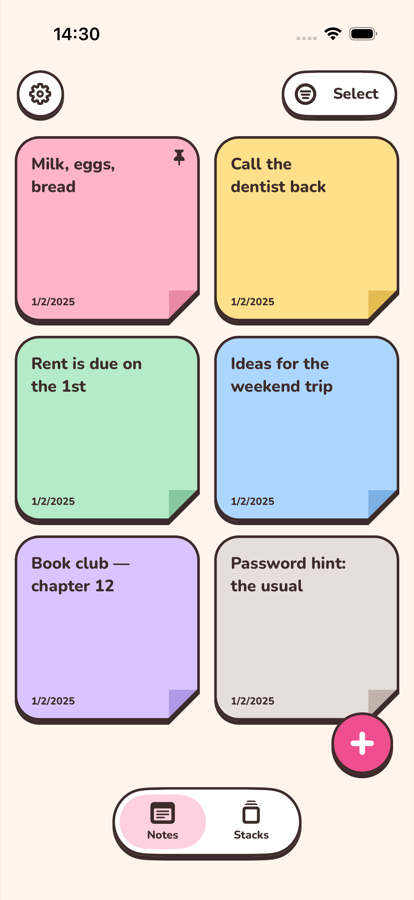 14:30
Select
Milk, eggs,
bread
1/2/2025
Call the
dentist back
1/2/2025
Rent is due on
the 1st
1/2/2025
Ideas for the
weekend trip
1/2/2025
Book club —
chapter 12
1/2/2025
Password hint:
the usual
1/2/2025
Notes
Stacks